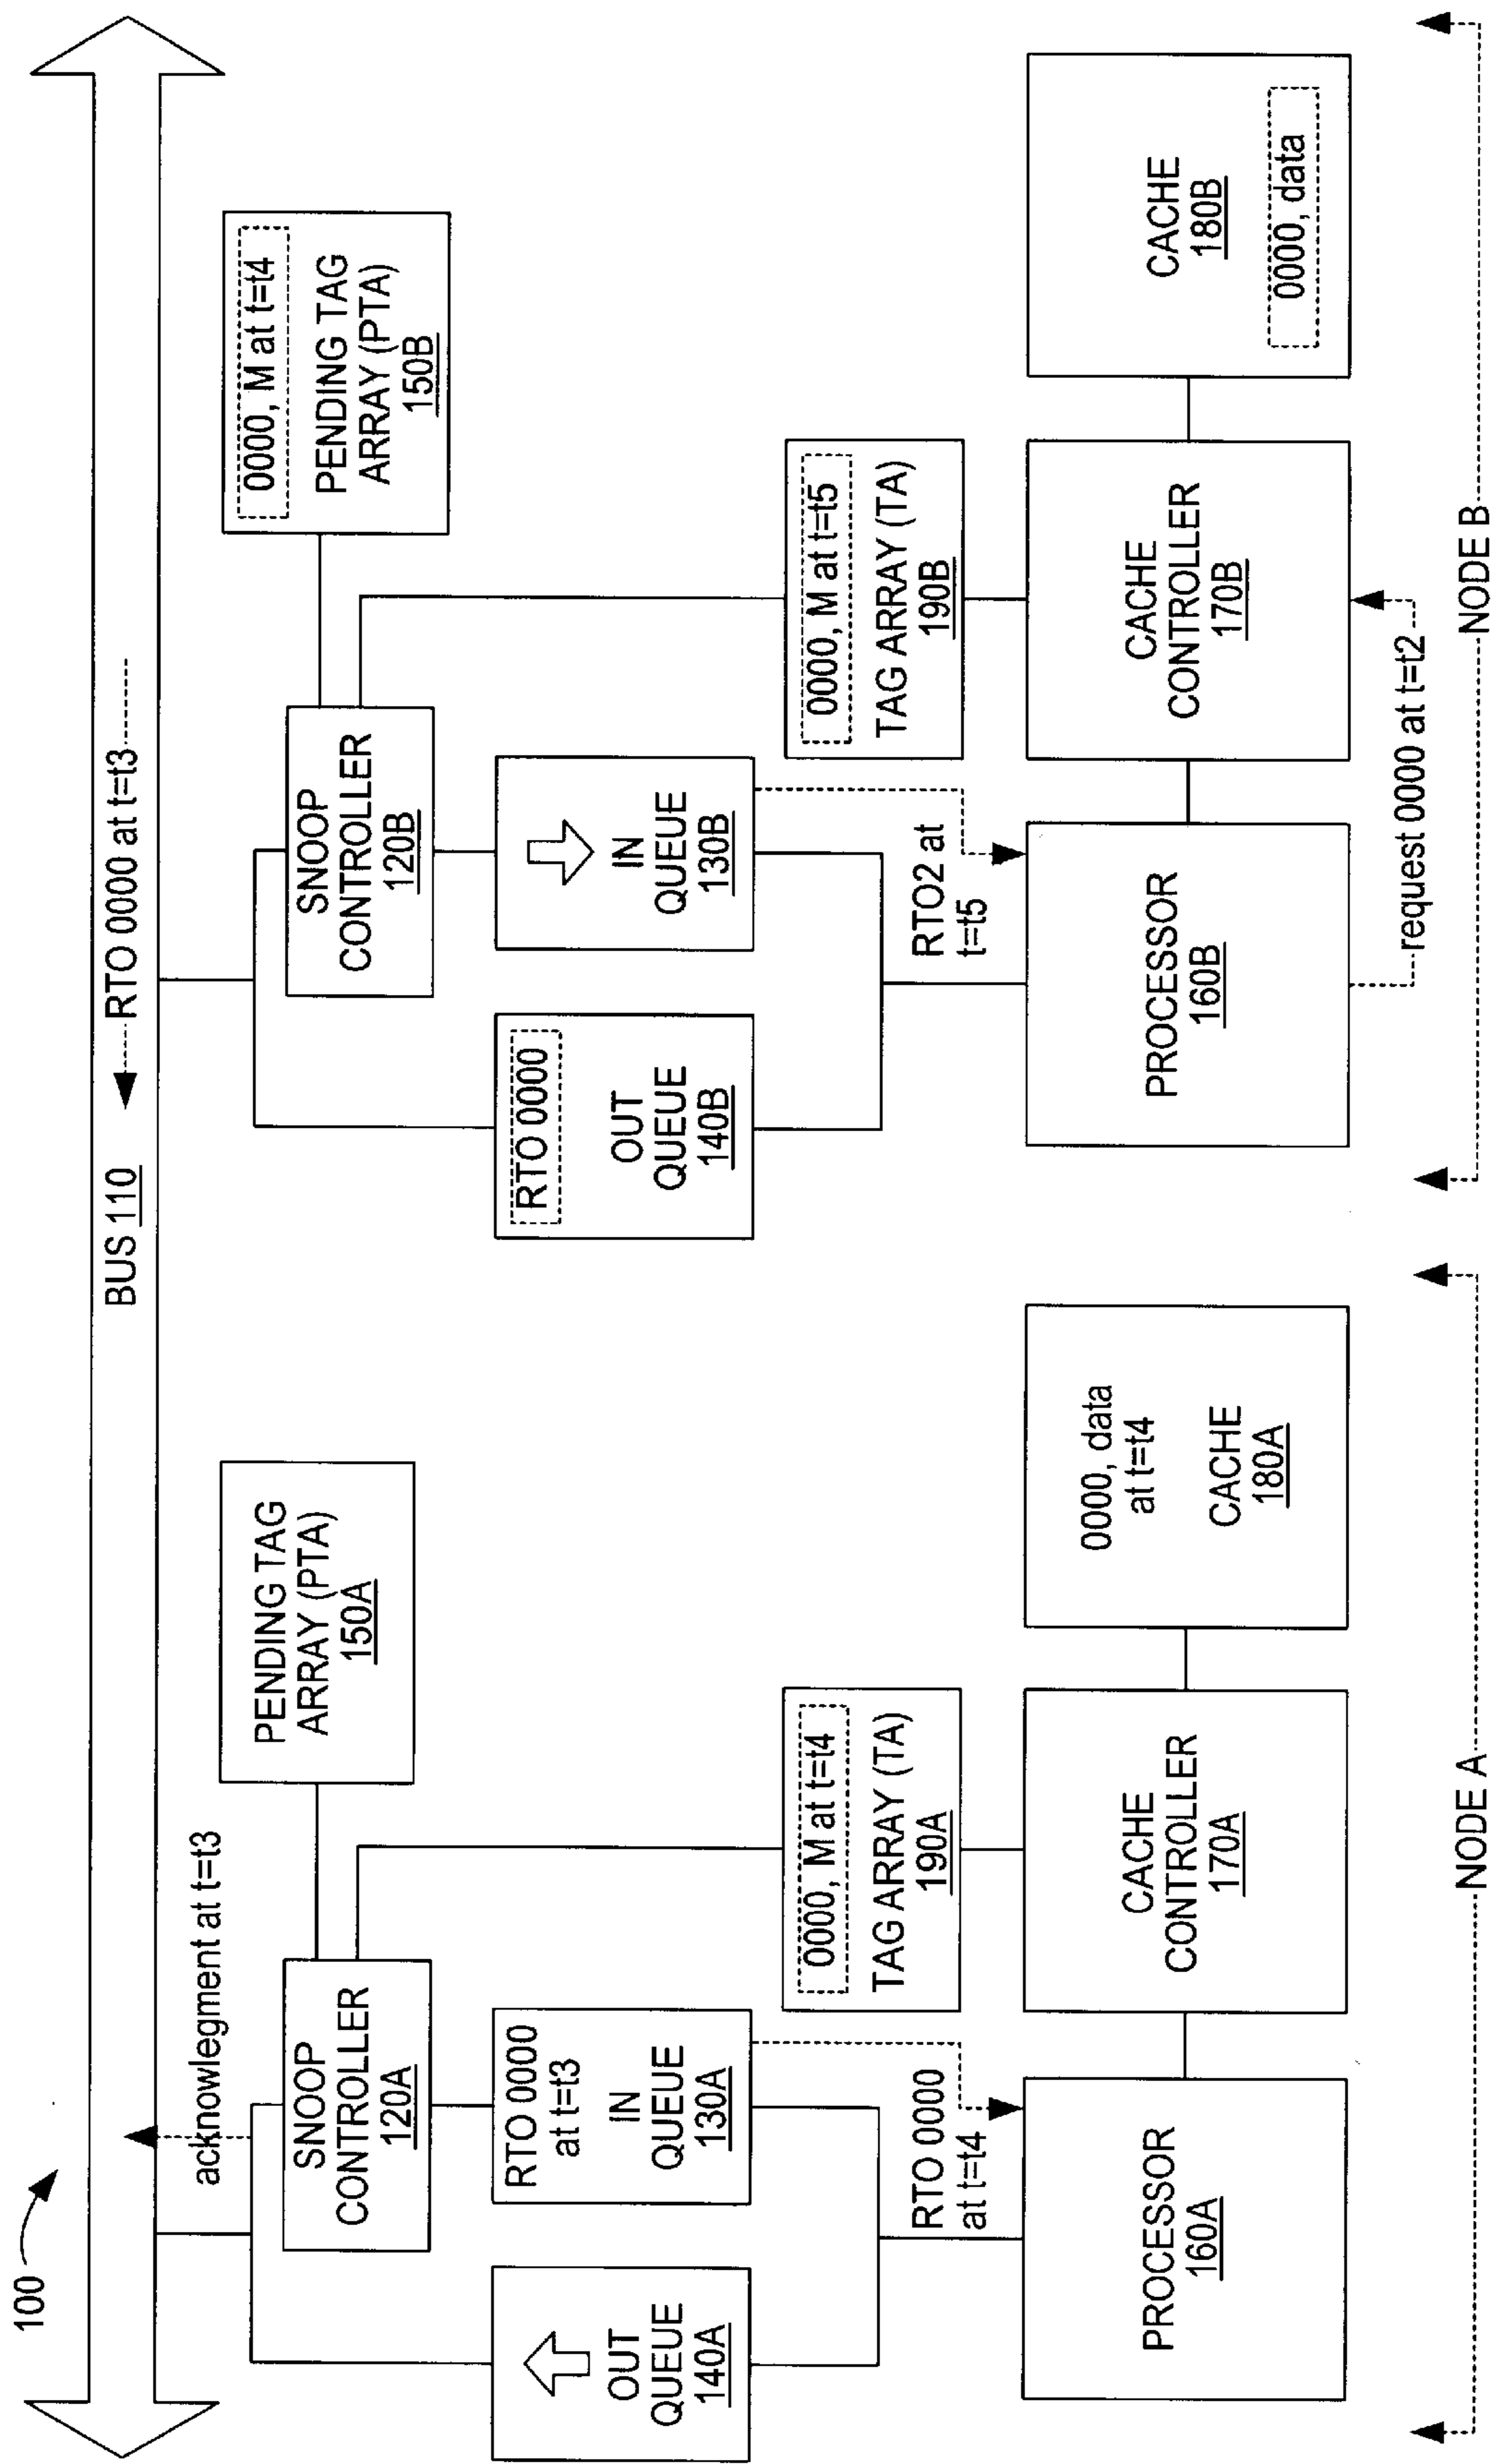 100
BUS 110
RTO 0000 at t=t3
acknowlegment at t=t3
PENDING TAG
ARRAY (PTA)
150A
SNOOP
CONTROLLER
120A
OUT
QUEUE
140A
RTO 0000
at t=t3
IN
QUEUE
130A
RTO 0000
at t=t4
0000, M at t=t4
TAG ARRAY (TA)
190A
PROCESSOR
160A
CACHE
CONTROLLER
170A
0000, data
at t=t4
CACHE
180A
NODE A
0000, M at t=t4
PENDING TAG
ARRAY (PTA)
150B
SNOOP
CONTROLLER
120B
RTO 0000
OUT
QUEUE
140B
IN
QUEUE
130B
RTO2 at
t=t5
0000, M at t=t5
TAG ARRAY (TA)
190B
PROCESSOR
160B
CACHE
CONTROLLER
170B
CACHE
180B
0000, data
request 0000 at t=t2
NODE B